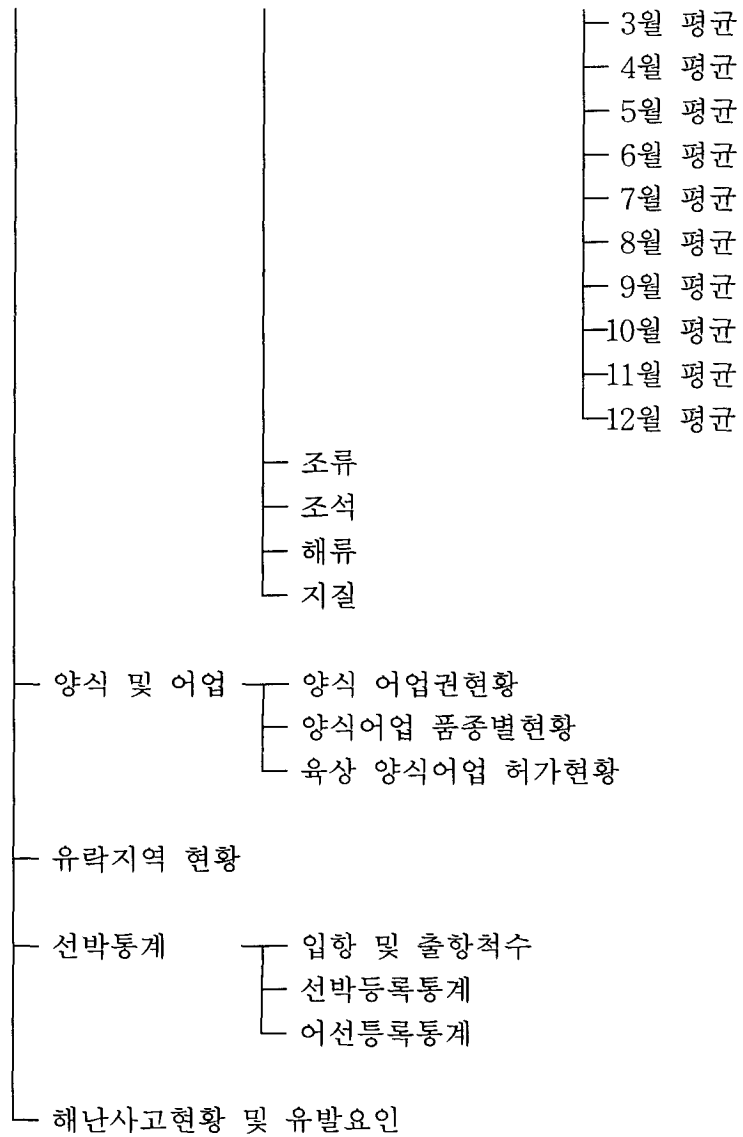 3월 평균
4월 평균
5월 평균
6월 평균
7월 평균
8월 평균
9월 평균
10월 평균
11월 평균
12월 평균
조류
조석
해류
지질
양식 및 어업 양식 어업권현황
양식어업 품종별현황
육상 양식어업 허가현황
유락지역 현황
선박통계 입항 및 출항척수
선박등록통계
어선틍록통계
해난사고현황 및 유발요인